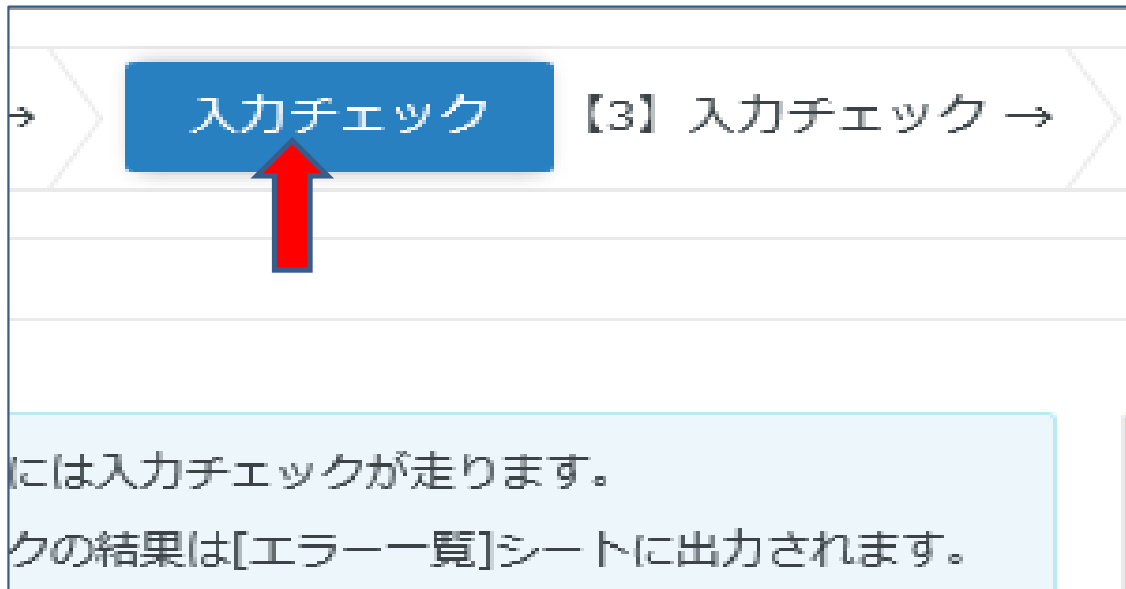 →
入力チェック
【3】入力チェック →
には入力チェックが走ります。
クの結果は[エラー一覧]シートに出力されます。